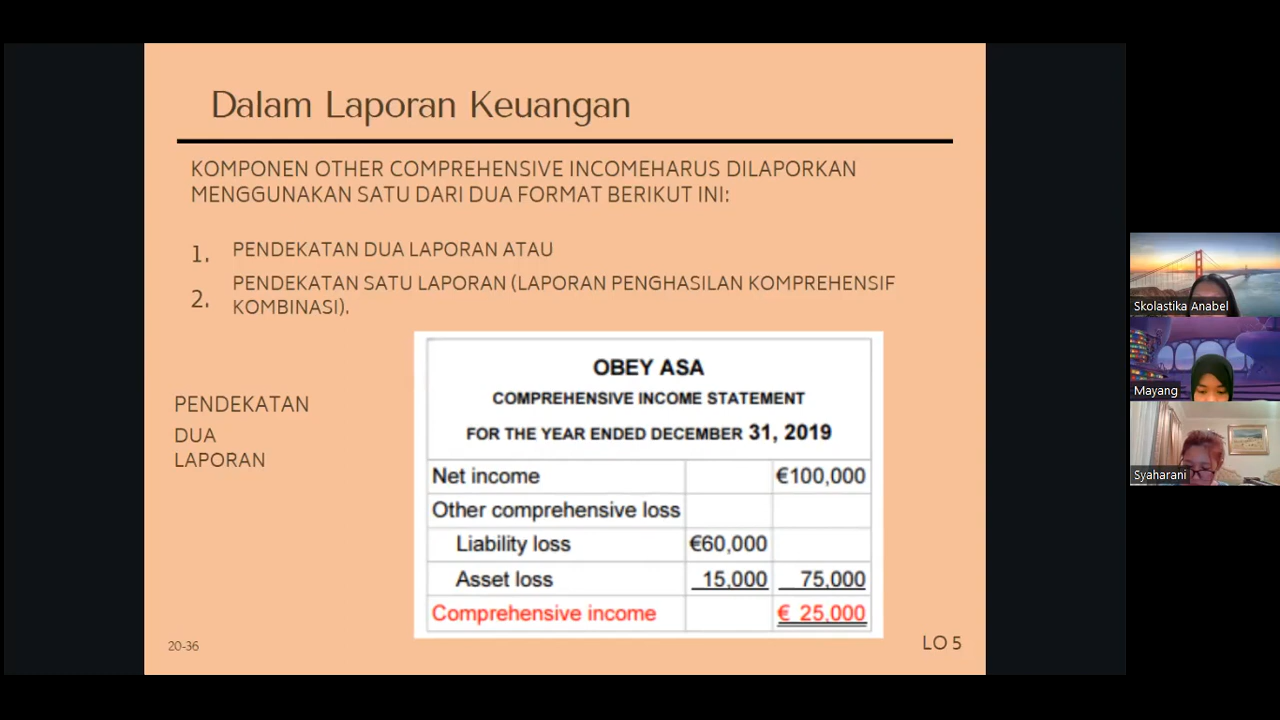 Dalam Laporan Keuangan
KOMPONEN OTHER COMPREHENSIVE INCOMEHARUS DILAPORKAN
MENGGUNAKAN SATU DARI DUA FORMAT BERIKUT INI:
1. PENDEKATAN DUA LAPORAN ATAU
2. PENDEKATAN SATU LAPORAN (LAPORAN PENGHASILAN KOMPREHENSIF
KOMBINASI).
PENDEKATAN
DUA
LAPORAN
OBEY ASA
COMPREHENSIVE INCOME STATEMENT
FOR THE YEAR ENDED DECEMBER 31, 2019
Net income €100,000
Other comprehensive loss
Liability loss €60,000
Asset loss 15,000 75,000
Comprehensive income € 25,000
20-36
LO 5
Skolastika Anabel
Mayang
Syaharani